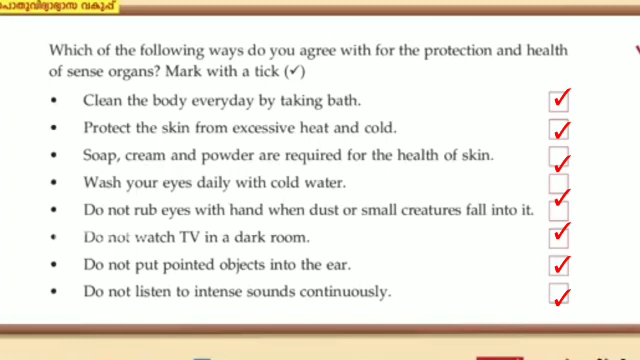 പൊതുവിദ്യാഭ്യാസ വകുപ്പ്
Which of the following ways do you agree with for the protection and health
of sense organs? Mark with a tick (✓)
• Clean the body everyday by taking bath.
• Protect the skin from excessive heat and cold.
• Soap, cream and powder are required for the health of skin.
• Wash your eyes daily with cold water.
• Do not rub eyes with hand when dust or small creatures fall into it.
• Do not watch TV in a dark room.
• Do not put pointed objects into the ear.
• Do not listen to intense sounds continuously.